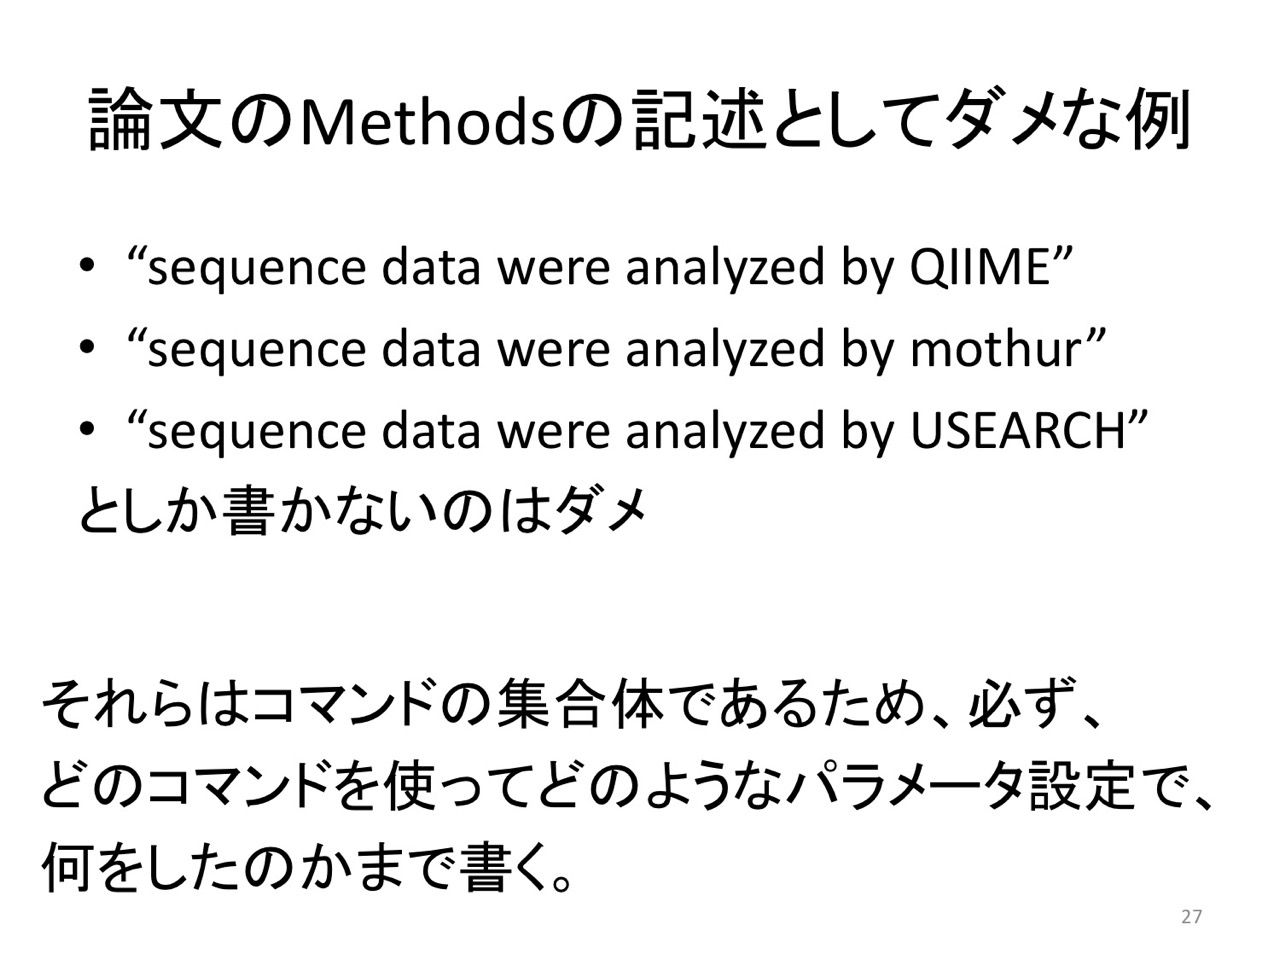 論文のMethodsの記述としてダメな例
• “sequence data were analyzed by QIIME”
• “sequence data were analyzed by mothur”
• “sequence data were analyzed by USEARCH”
としか書かないのはダメ
それらはコマンドの集合体であるため、必ず、
どのコマンドを使ってどのようなパラメータ設定で、
何をしたのかまで書く。
27